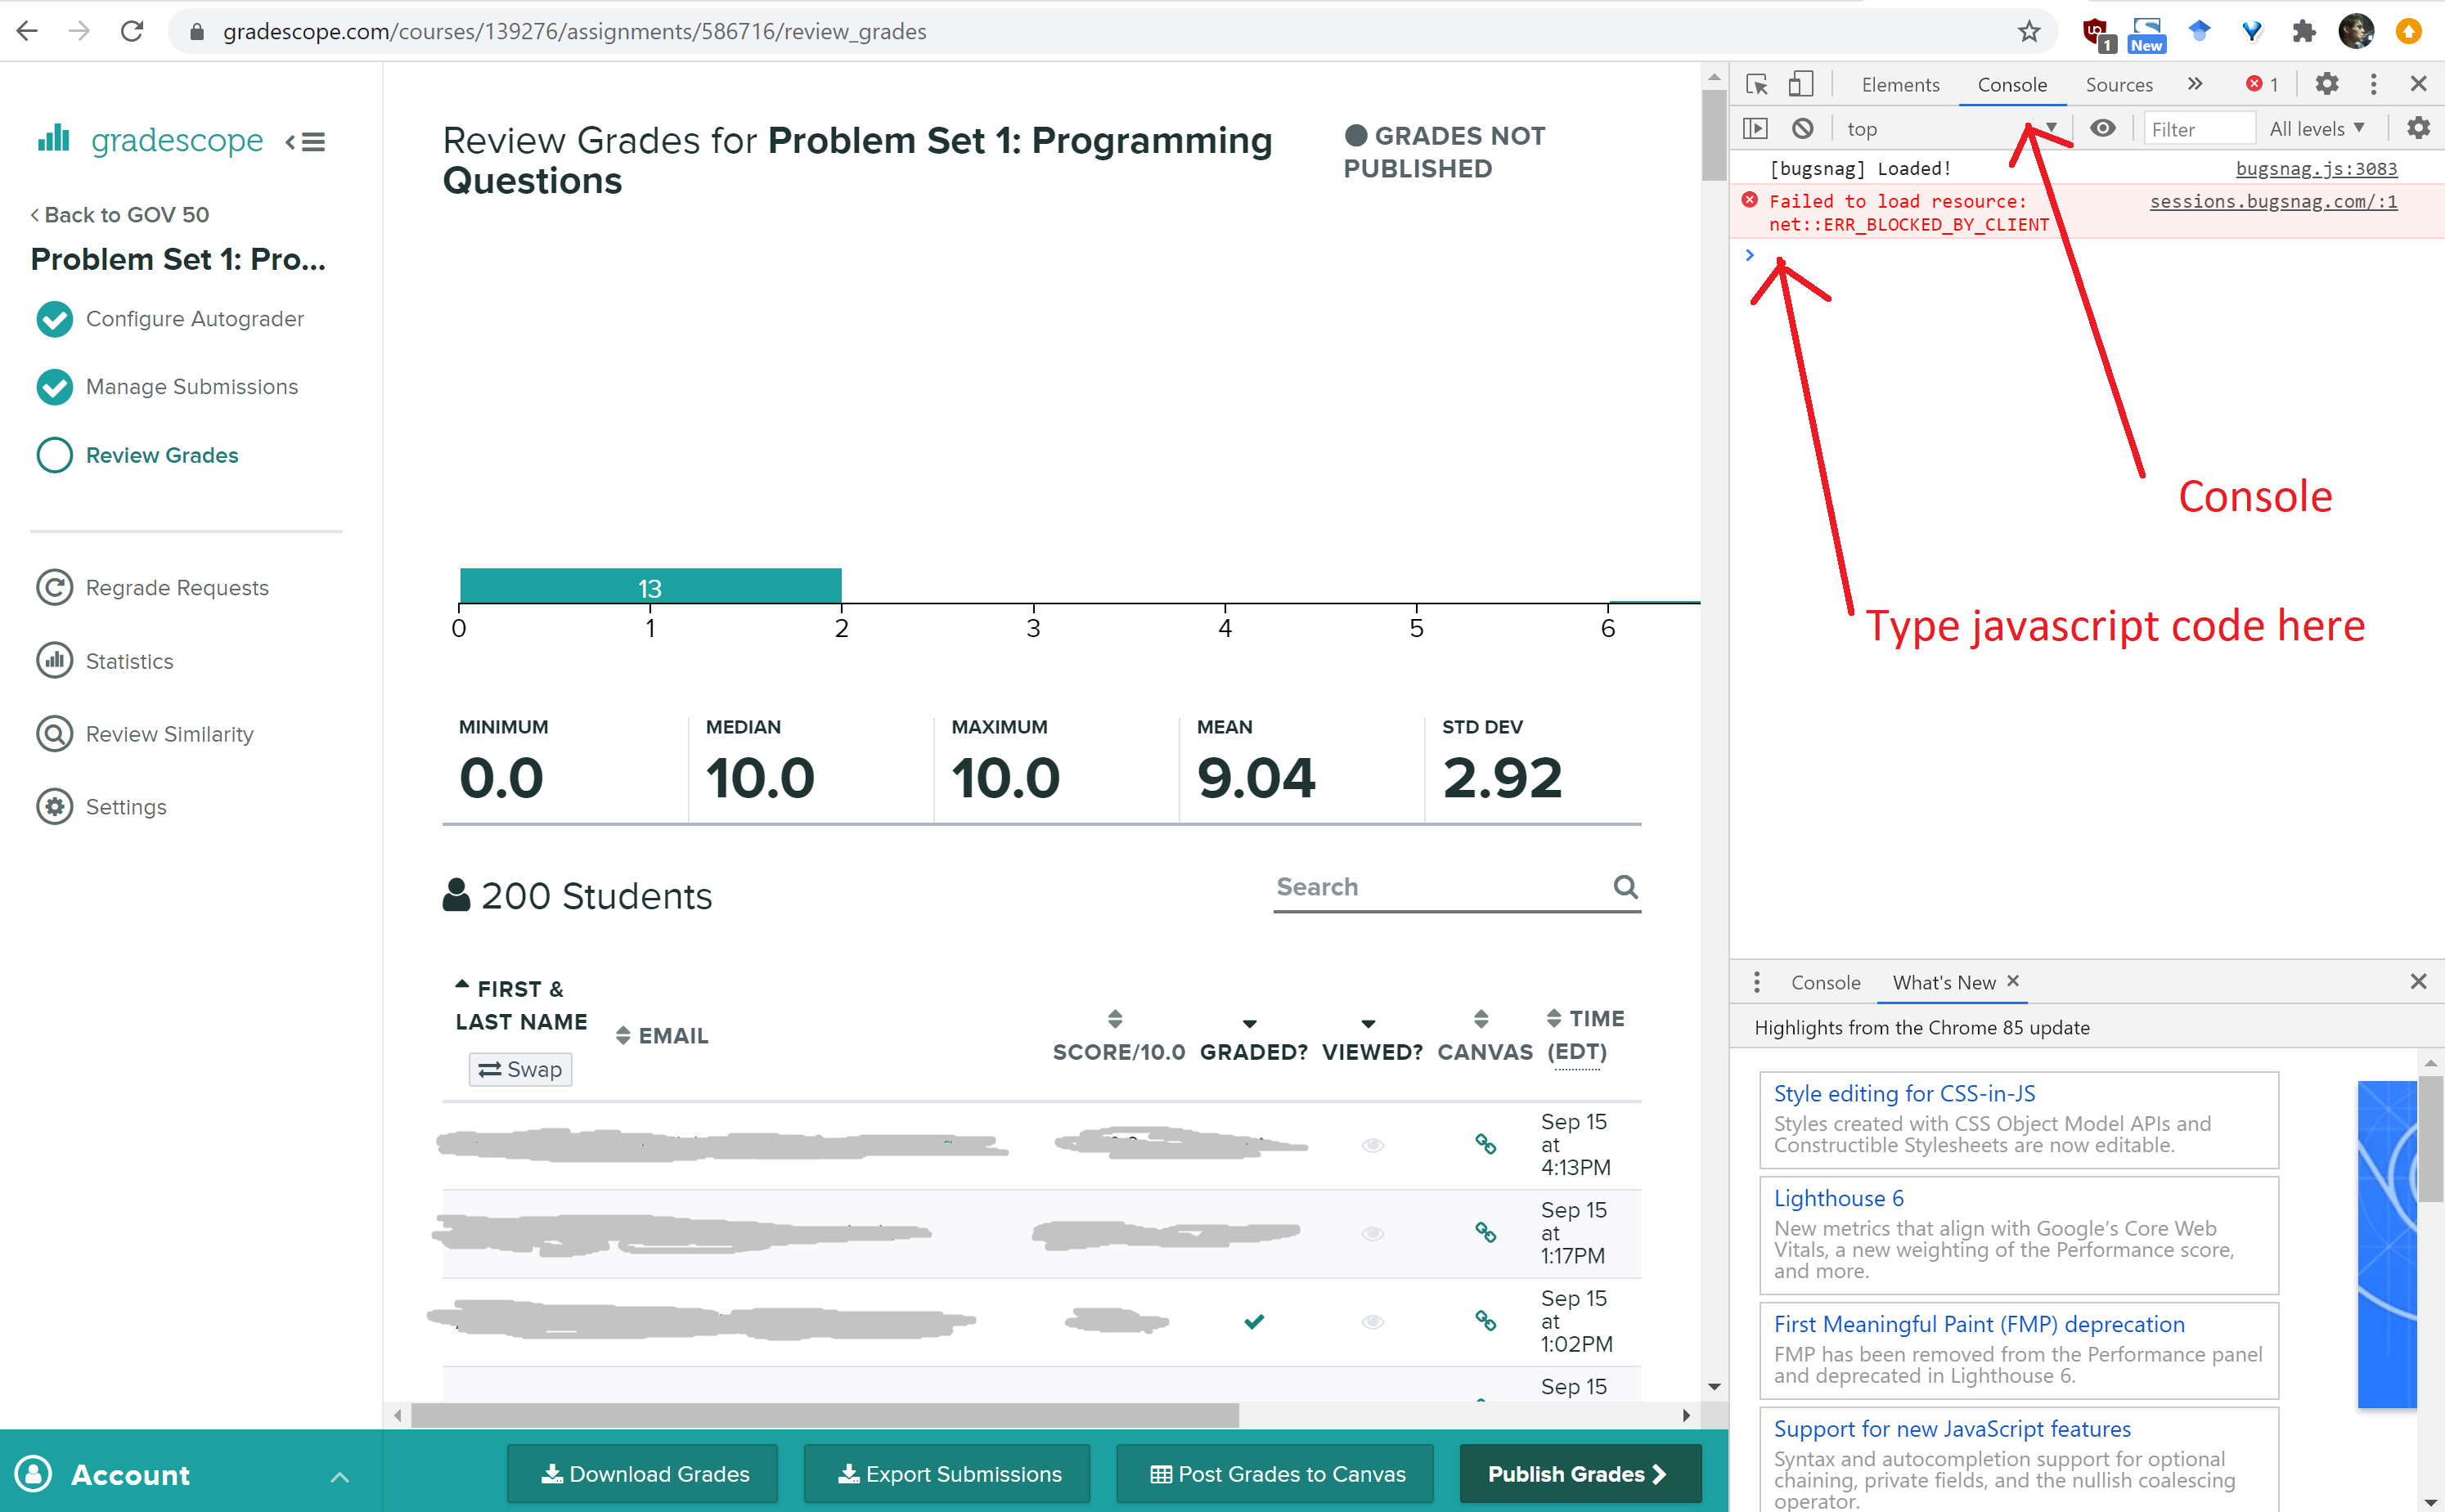 gradescope.com/courses/139276/assignments/586716/review_grades
1
New
gradescope
Back to GOV 50
Problem Set 1: Pro...
Configure Autograder
Manage Submissions
Review Grades
Regrade Requests
Statistics
Review Similarity
Settings
Account
Review Grades for Problem Set 1: Programming
Questions
GRADES NOT
PUBLISHED
13
0 1 2 3 4 5 6
MINIMUM MEDIAN MAXIMUM MEAN STD DEV
0.0 10.0 10.0 9.04 2.92
200 Students
Search
FIRST &
LAST NAME
Swap
EMAIL
SCORE/10.0
GRADED?
VIEWED?
CANVAS
TIME
(EDT)
Sep 15
at
4:13PM
Sep 15
at
1:17PM
Sep 15
at
1:02PM
Sep 15
Download Grades
Export Submissions
Post Grades to Canvas
Publish Grades
Elements Console Sources 1
top Filter All levels
[bugsnag] Loaded! bugsnag.js:3083
Failed to load resource: sessions.bugsnag.com/:1
net::ERR_BLOCKED_BY_CLIENT
Console
Type javascript code here
Console What's New
Highlights from the Chrome 85 update
Style editing for CSS-in-JS
Styles created with CSS Object Model APIs and
Constructible Stylesheets are now editable.
Lighthouse 6
New metrics that align with Google's Core Web
Vitals, a new weighting of the Performance score,
and more.
First Meaningful Paint (FMP) deprecation
FMP has been removed from the Performance panel
and deprecated in Lighthouse 6.
Support for new JavaScript features
Syntax and autocompletion support for optional
chaining, private fields, and the nullish coalescing
operator.